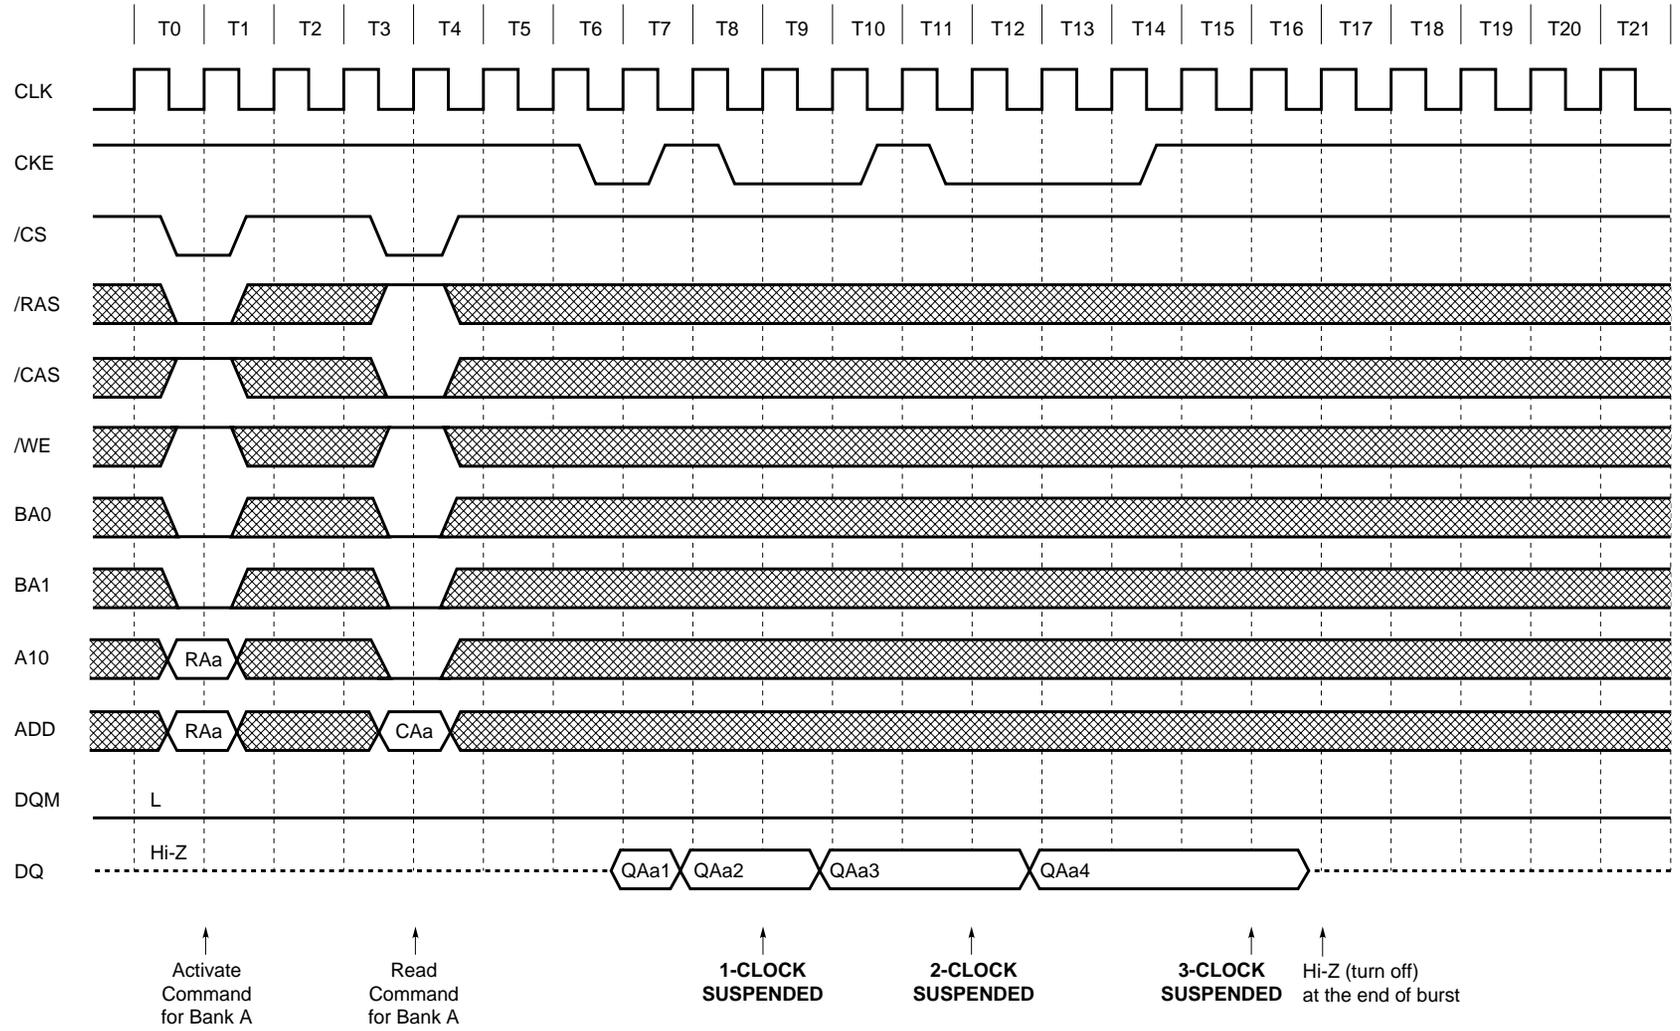 T0 T1 T2 T3 T4 T5 T6 T7 T8 T9 T10 T11 T12 T13 T14 T15 T16 T17 T18 T19 T20 T21
CLK
CKE
/CS
/RAS
/CAS
/WE
BA0
BA1
A10 RAa
ADD RAa CAa
DQM L
Hi-Z
DQ QAa1 QAa2 QAa3 QAa4
Activate
Command
for Bank A
Read
Command
for Bank A
1-CLOCK
SUSPENDED
2-CLOCK
SUSPENDED
3-CLOCK
SUSPENDED
Hi-Z (turn off)
at the end of burst